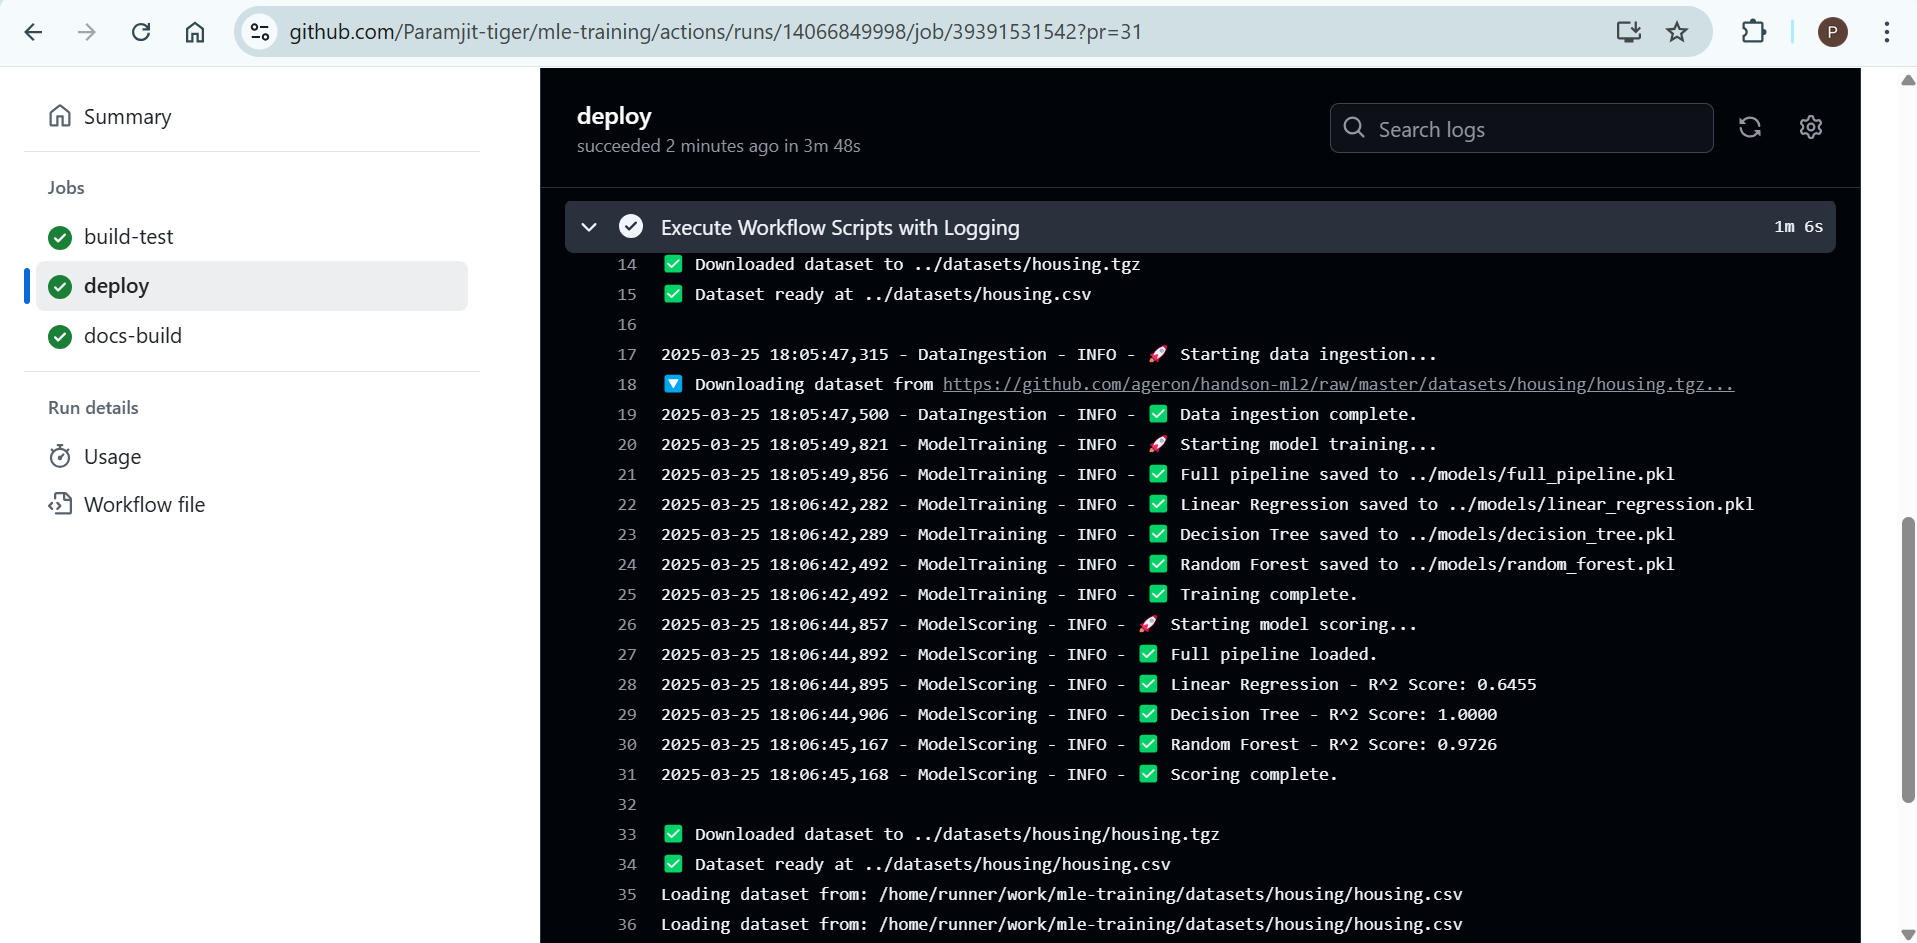 github.com/Paramjit-tiger/mle-training/actions/runs/14066849998/job/39391531542?pr=31
P
Summary
Jobs
build-test
deploy
docs-build
Run details
Usage
Workflow file
deploy
succeeded 2 minutes ago in 3m 48s
Search logs
Execute Workflow Scripts with Logging 1m 6s
14 ✅ Downloaded dataset to ../datasets/housing.tgz
15 ✅ Dataset ready at ../datasets/housing.csv
16
17 2025-03-25 18:05:47,315 - DataIngestion - INFO - 🚀 Starting data ingestion...
18 🔽 Downloading dataset from https://github.com/ageron/handson-ml2/raw/master/datasets/housing/housing.tgz...
19 2025-03-25 18:05:47,500 - DataIngestion - INFO - ✅ Data ingestion complete.
20 2025-03-25 18:05:49,821 - ModelTraining - INFO - 🚀 Starting model training...
21 2025-03-25 18:05:49,856 - ModelTraining - INFO - ✅ Full pipeline saved to ../models/full_pipeline.pkl
22 2025-03-25 18:06:42,282 - ModelTraining - INFO - ✅ Linear Regression saved to ../models/linear_regression.pkl
23 2025-03-25 18:06:42,289 - ModelTraining - INFO - ✅ Decision Tree saved to ../models/decision_tree.pkl
24 2025-03-25 18:06:42,492 - ModelTraining - INFO - ✅ Random Forest saved to ../models/random_forest.pkl
25 2025-03-25 18:06:42,492 - ModelTraining - INFO - ✅ Training complete.
26 2025-03-25 18:06:44,857 - ModelScoring - INFO - 🚀 Starting model scoring...
27 2025-03-25 18:06:44,892 - ModelScoring - INFO - ✅ Full pipeline loaded.
28 2025-03-25 18:06:44,895 - ModelScoring - INFO - ✅ Linear Regression - R^2 Score: 0.6455
29 2025-03-25 18:06:44,906 - ModelScoring - INFO - ✅ Decision Tree - R^2 Score: 1.0000
30 2025-03-25 18:06:45,167 - ModelScoring - INFO - ✅ Random Forest - R^2 Score: 0.9726
31 2025-03-25 18:06:45,168 - ModelScoring - INFO - ✅ Scoring complete.
32
33 ✅ Downloaded dataset to ../datasets/housing/housing.tgz
34 ✅ Dataset ready at ../datasets/housing/housing.csv
35 Loading dataset from: /home/runner/work/mle-training/datasets/housing/housing.csv
36 Loading dataset from: /home/runner/work/mle-training/datasets/housing/housing.csv